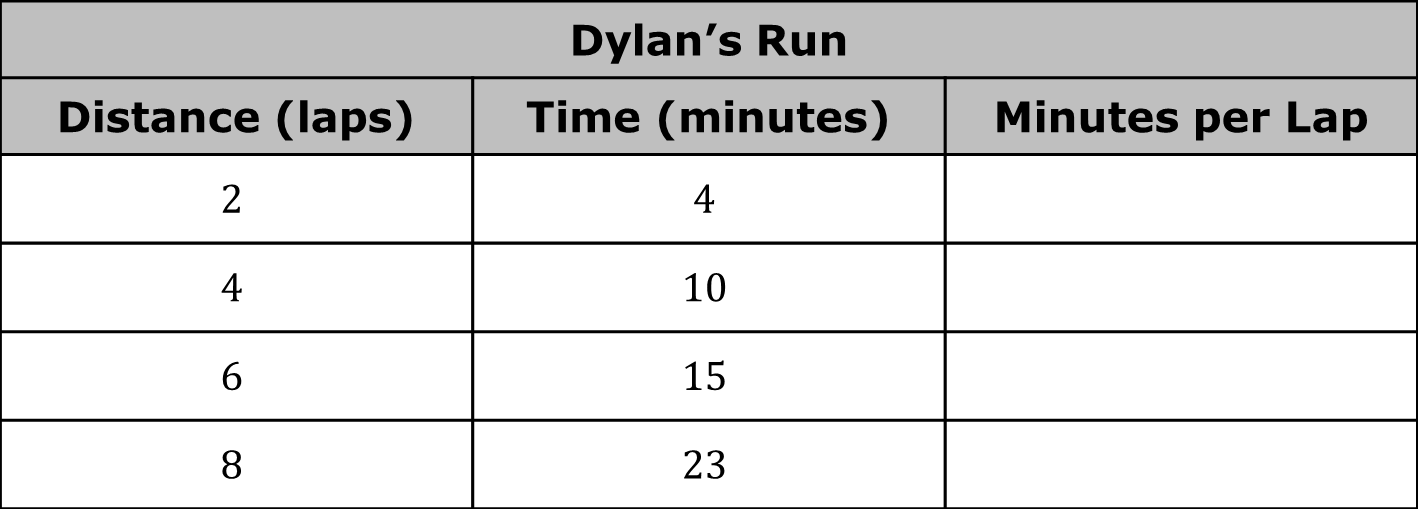 Dylan’s Run
Distance (laps) Time (minutes) Minutes per Lap
2 4
4 10
6 15
8 23